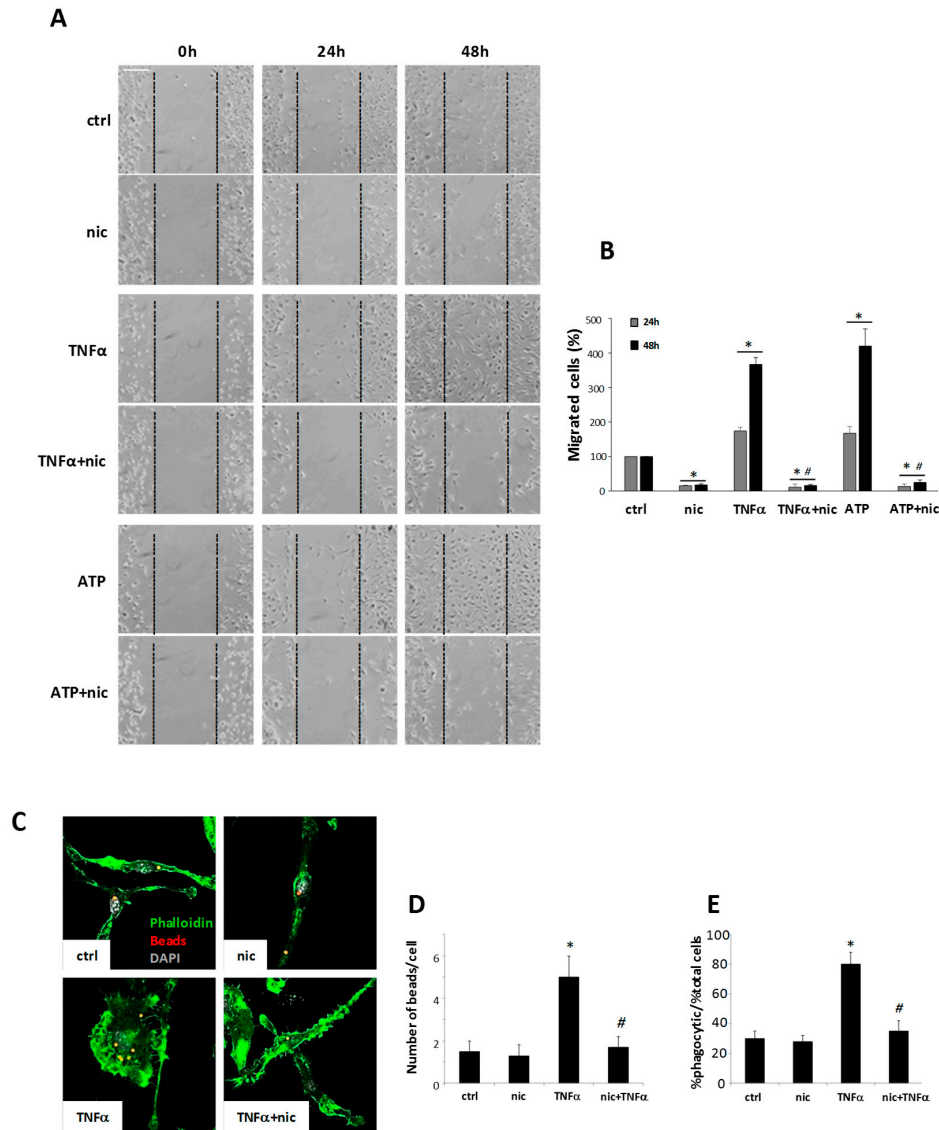 A
0h 24h 48h
ctrl
nic
TNFα
TNFα+nic
ATP
ATP+nic
B
Migrated cells (%)
500
400
300
200
100
0
24h
48h
* * * # * * #
ctrl nic TNFα TNFα+nic ATP ATP+nic
C
Phalloidin
Beads
DAPI
ctrl
nic
TNFα
TNFα+nic
D
Number of beads/cell
6
4
2
0
*
#
ctrl nic TNFα nic+TNFα
E
%phagocytic/%total cells
100
80
60
40
20
0
*
#
ctrl nic TNFα nic+TNFα